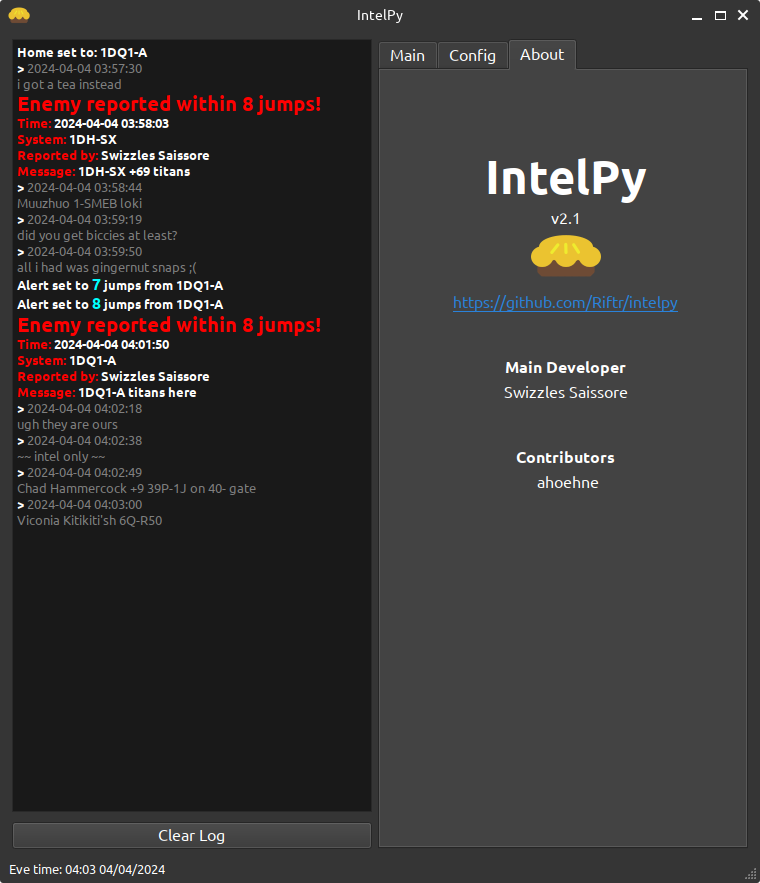 IntelPy
Home set to: 1DQ1-A
> 2024-04-04 03:57:30
i got a tea instead
Enemy reported within 8 jumps!
Time: 2024-04-04 03:58:03
System: 1DH-SX
Reported by: Swizzles Saissore
Message: 1DH-SX +69 titans
> 2024-04-04 03:58:44
Muuzhuo 1-SMEB loki
> 2024-04-04 03:59:19
did you get biccies at least?
> 2024-04-04 03:59:50
all i had was gingernut snaps ;(
Alert set to 7 jumps from 1DQ1-A
Alert set to 8 jumps from 1DQ1-A
Enemy reported within 8 jumps!
Time: 2024-04-04 04:01:50
System: 1DQ1-A
Reported by: Swizzles Saissore
Message: 1DQ1-A titans here
> 2024-04-04 04:02:18
ugh they are ours
> 2024-04-04 04:02:38
~~ intel only ~~
> 2024-04-04 04:02:49
Chad Hammercock +9 39P-1J on 40- gate
> 2024-04-04 04:03:00
Viconia Kitikiti'sh 6Q-R50
Clear Log
Main Config About
IntelPy
v2.1
https://github.com/Riftr/intelpy
Main Developer
Swizzles Saissore
Contributors
ahoehne
Eve time: 04:03 04/04/2024